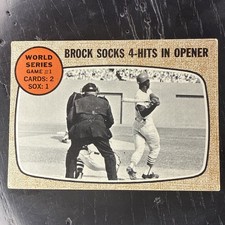 WORLD
SERIES
GAME #1
CARDS: 2
SOX: 1
BROCK SOCKS 4-HITS IN OPENER